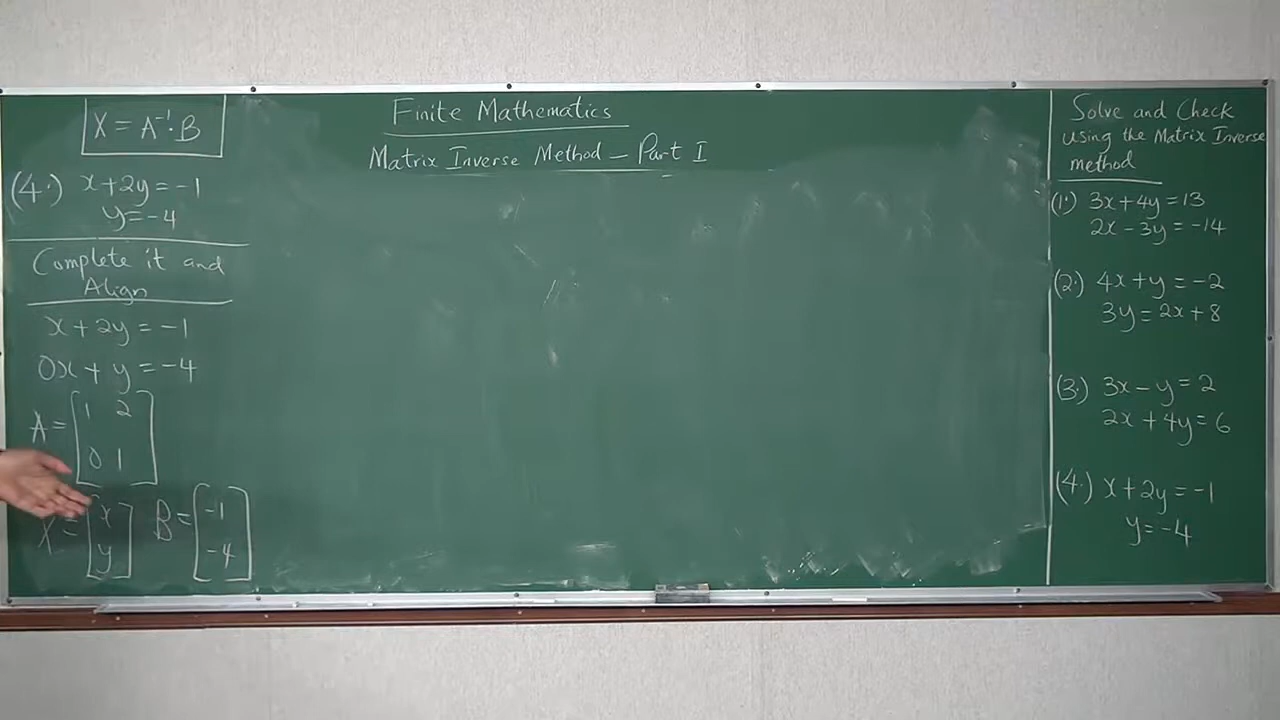 X = A⁻¹·B
(4.) x+2y=-1
y=-4
Complete it and
Align
x+2y=-1
0x+y=-4
A=[1 2
0 1]
X=[x
y] B=[-1
-4]
Finite Mathematics
Matrix Inverse Method – Part I
Solve and Check
using the Matrix Inverse
method
(1.) 3x+4y=13
2x-3y=-14
(2.) 4x+y=-2
3y=2x+8
(3.) 3x-y=2
2x+4y=6
(4.) x+2y=-1
y=-4